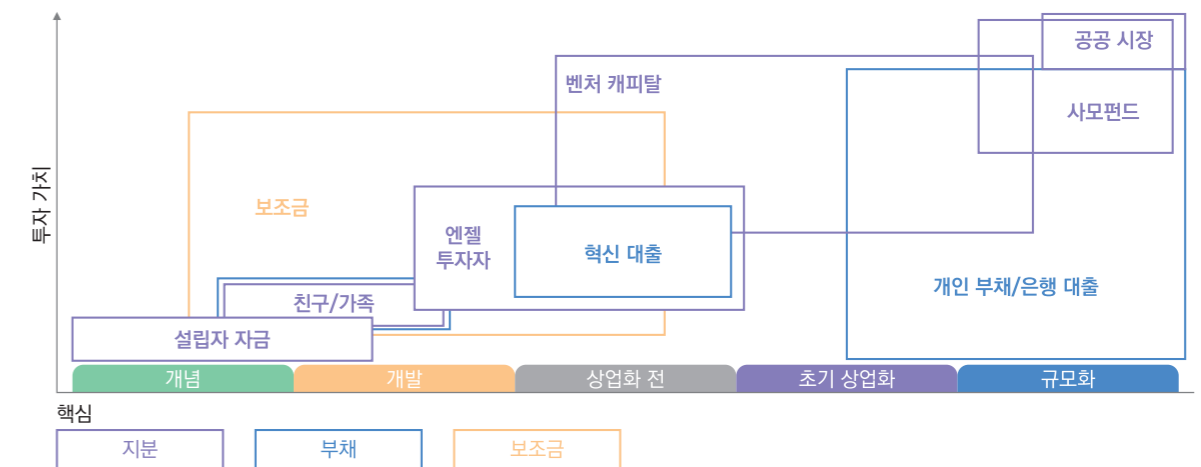 공공 시장
벤처 캐피탈
사모펀드
투자 가치
보조금
엔젤
투자자
혁신 대출
개인 부채/은행 대출
친구/가족
설립자 자금
개념
개발
상업화 전
초기 상업화
규모화
핵심
지분
부채
보조금